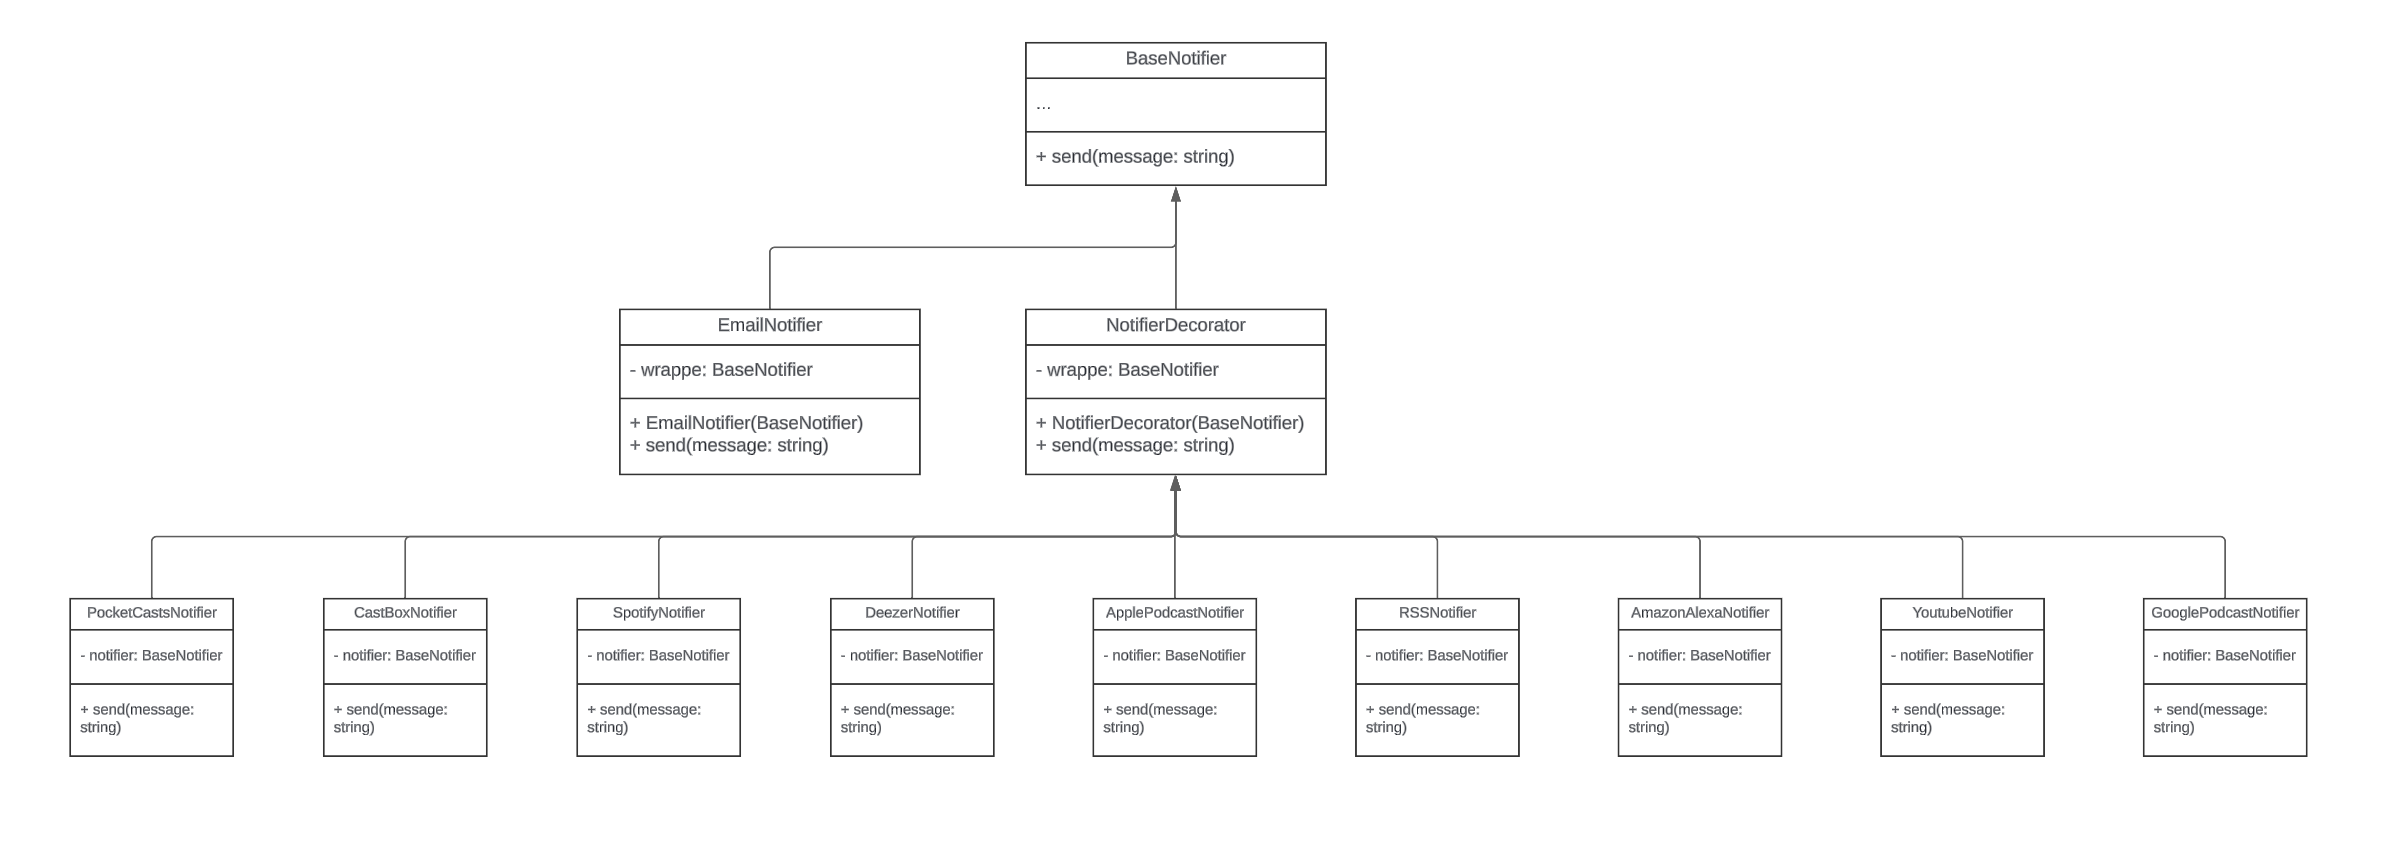 BaseNotifier
...
+ send(message: string)
EmailNotifier
- wrappe: BaseNotifier
+ EmailNotifier(BaseNotifier)
+ send(message: string)
NotifierDecorator
- wrappe: BaseNotifier
+ NotifierDecorator(BaseNotifier)
+ send(message: string)
PocketCastsNotifier
- notifier: BaseNotifier
+ send(message:
string)
CastBoxNotifier
- notifier: BaseNotifier
+ send(message:
string)
SpotifyNotifier
- notifier: BaseNotifier
+ send(message:
string)
DeezerNotifier
- notifier: BaseNotifier
+ send(message:
string)
ApplePodcastNotifier
- notifier: BaseNotifier
+ send(message:
string)
RSSNotifier
- notifier: BaseNotifier
+ send(message:
string)
AmazonAlexaNotifier
- notifier: BaseNotifier
+ send(message:
string)
YoutubeNotifier
- notifier: BaseNotifier
+ send(message:
string)
GooglePodcastNotifier
- notifier: BaseNotifier
+ send(message:
string)